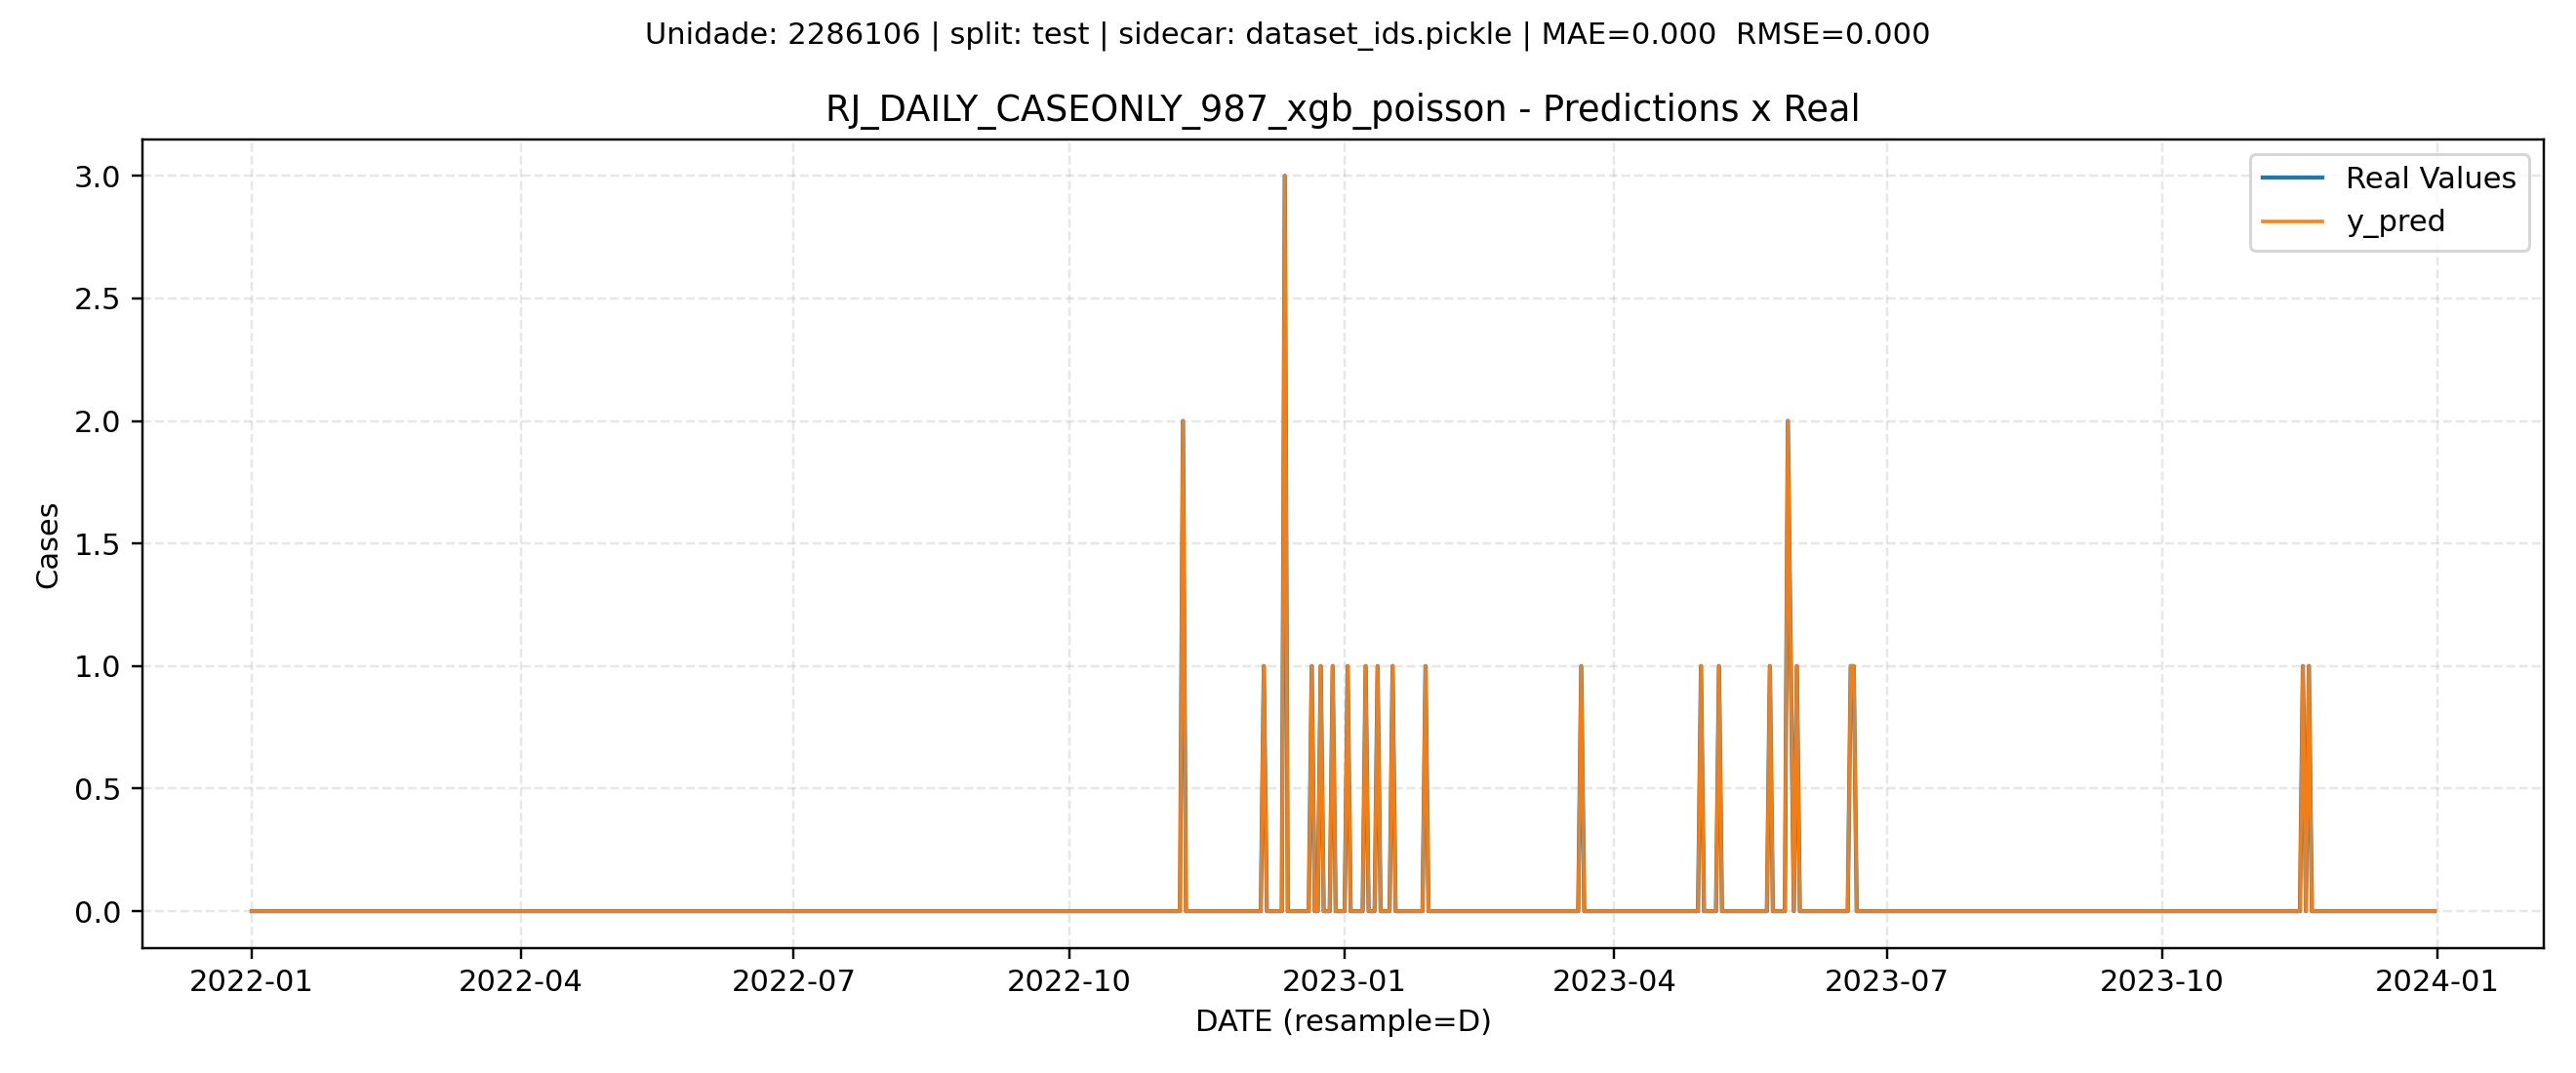 Unidade: 2286106 | split: test | sidecar: dataset_ids.pickle | MAE=0.000  RMSE=0.000
RJ_DAILY_CASEONLY_987_xgb_poisson - Predictions x Real
Real Values
y_pred
3.0
2.5
2.0
1.5
1.0
0.5
0.0
Cases
2022-01 2022-04 2022-07 2022-10 2023-01 2023-04 2023-07 2023-10 2024-01
DATE (resample=D)